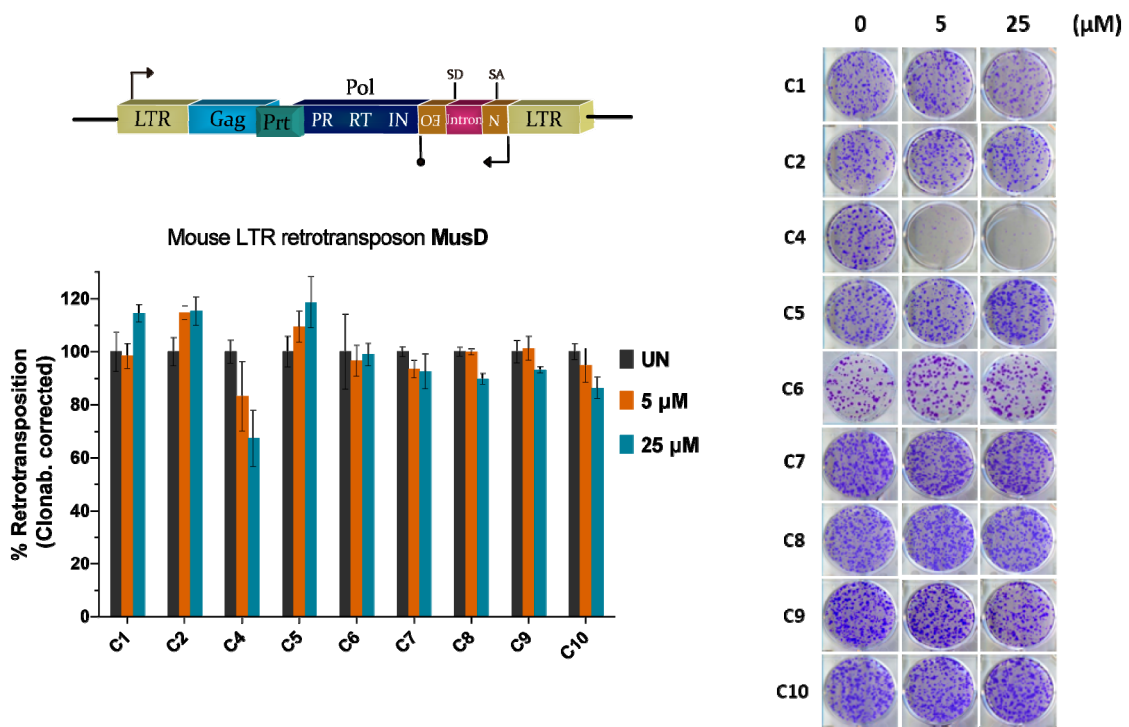 Pol
SD SA
LTR Gag Prt PR RT IN OƎ Intron N LTR
Mouse LTR retrotransposon MusD
% Retrotransposition
(Clonab. corrected)
120
100
80
60
40
20
0
C1 C2 C4 C5 C6 C7 C8 C9 C10
UN
5 µM
25 µM
0 5 25 (µM)
C1
C2
C4
C5
C6
C7
C8
C9
C10